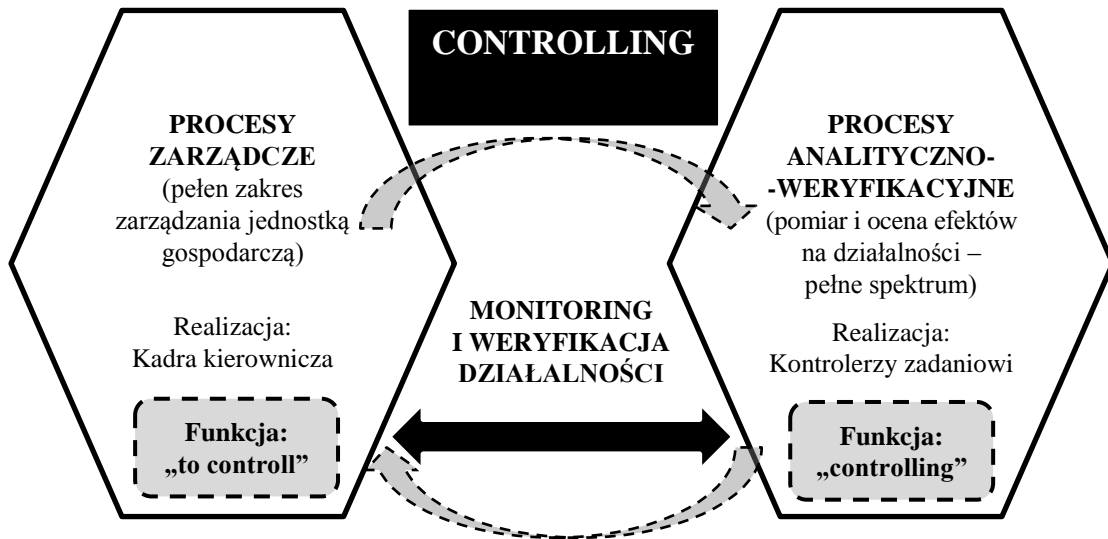 CONTROLLING
PROCESY
ZARZĄDCZE
(pełen zakres
zarządzania jednostką
gospodarczą)
Realizacja:
Kadra kierownicza
Funkcja:
„to controll”
MONITORING
I WERYFIKACJA
DZIAŁALNOŚCI
PROCESY
ANALITYCZNO-
-WERYFIKACYJNE
(pomiar i ocena efektów
na działalności –
pełne spektrum)
Realizacja:
Kontrolerzy zadaniowi
Funkcja:
„controlling”